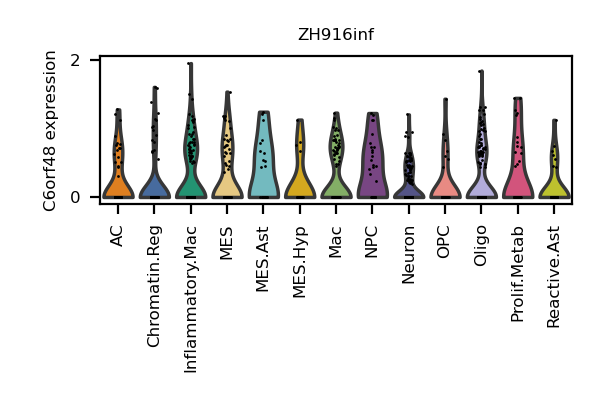 ZH916inf
C6orf48 expression
2
0
AC
Chromatin.Reg
Inflammatory.Mac
MES
MES.Ast
MES.Hyp
Mac
NPC
Neuron
OPC
Oligo
Prolif.Metab
Reactive.Ast